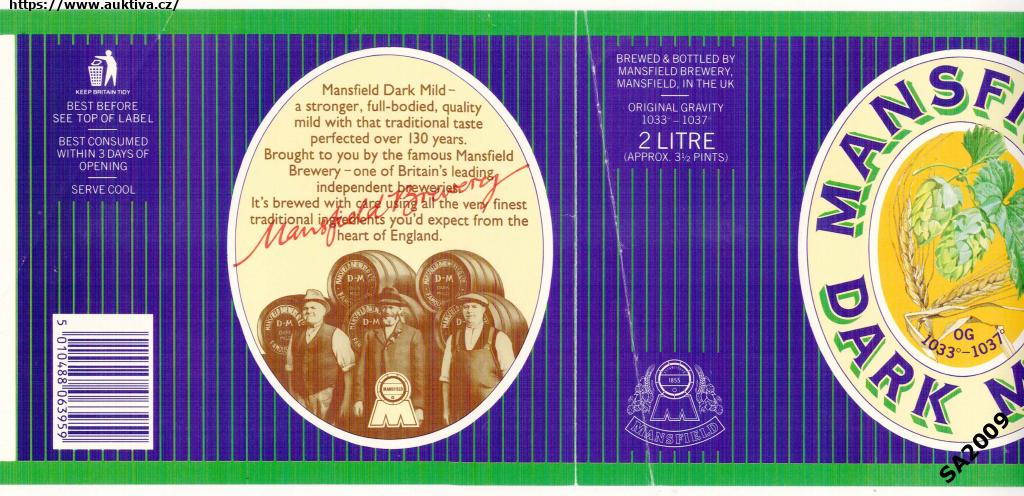 https://www.auktiva.cz/
KEEP BRITAIN TIDY
BEST BEFORE
SEE TOP OF LABEL
BEST CONSUMED
WITHIN 3 DAYS OF
OPENING
SERVE COOL
5 010488 063959
Mansfield Dark Mild –
a stronger, full-bodied, quality
mild with that traditional taste
perfected over 130 years.
Brought to you by the famous Mansfield
Brewery – one of Britain's leading
independent breweries.
It's brewed with care using all the very finest
traditional ingredients you'd expect from the
heart of England.
Mansfield Brewery
D-M
D-M
D-M
MANSFIELD
BREWED & BOTTLED BY
MANSFIELD BREWERY,
MANSFIELD, IN THE UK
ORIGINAL GRAVITY
1033° – 1037°
2 LITRE
(APPROX. 3½ PINTS)
1855
MANSFIELD
MANSFI
DARK M
OG
1033°–1037°
SA2009